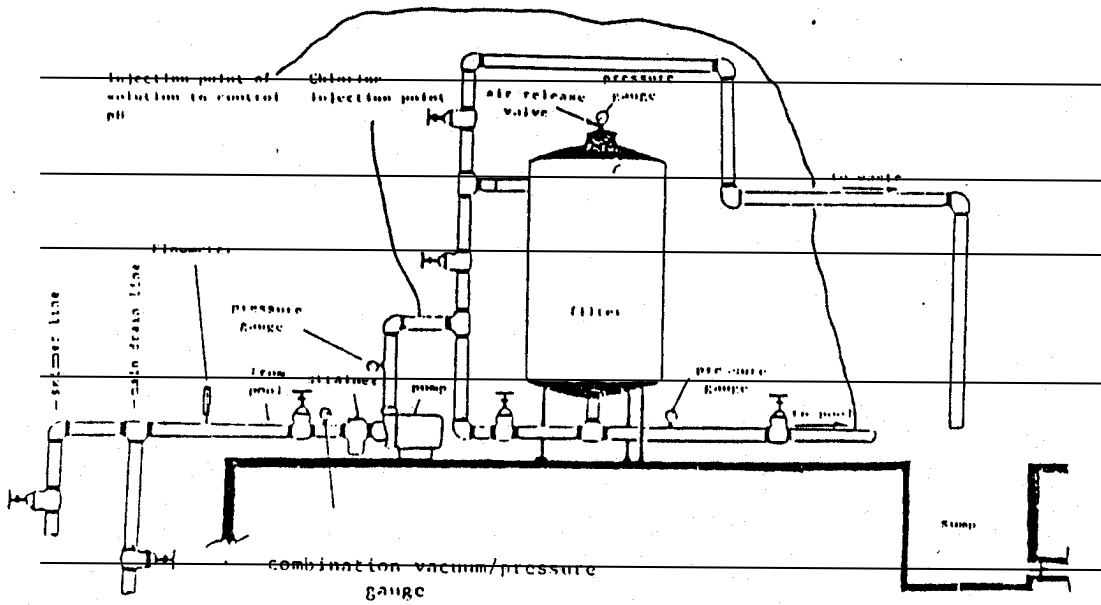 Injection point of
solution to control
pH
Chlorine
injection point
air release
valve
pressure
gauge
to waste
flowmeter
skimmer line
main drain line
pressure
gauge
filter
from
pool
strainer
pump
pressure
gauge
to pool
sump
combination vacuum/pressure
gauge